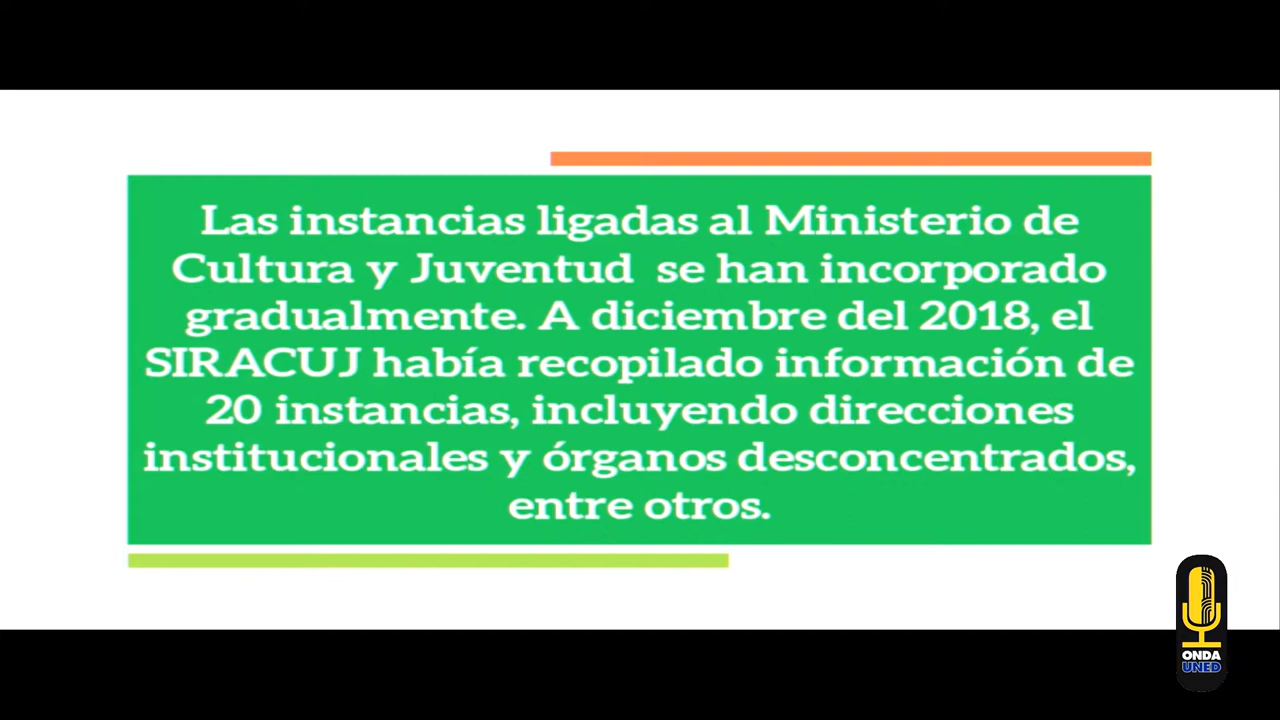 Las instancias ligadas al Ministerio de
Cultura y Juventud se han incorporado
gradualmente. A diciembre del 2018, el
SIRACUJ había recopilado información de
20 instancias, incluyendo direcciones
institucionales y órganos desconcentrados,
entre otros.
ONDA
UNED